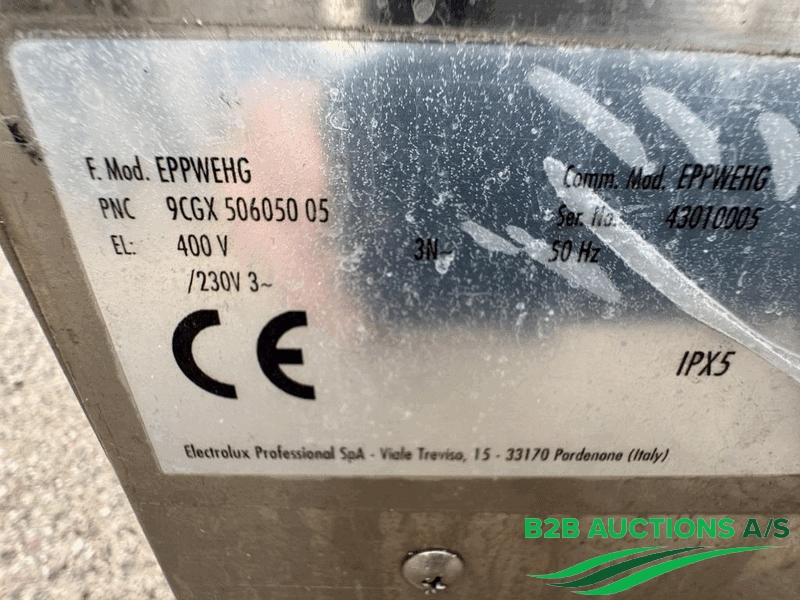 F. Mod. EPPWEHG Comm. Mod. EPPWEHG
PNC 9CGX 506050 05 Ser. No. 43010005
EL: 400 V 3N~ 50 Hz
/230V 3~
CE
IPX5
Electrolux Professional SpA - Viale Treviso, 15 - 33170 Pordenone (Italy)
B2B AUCTIONS A/S